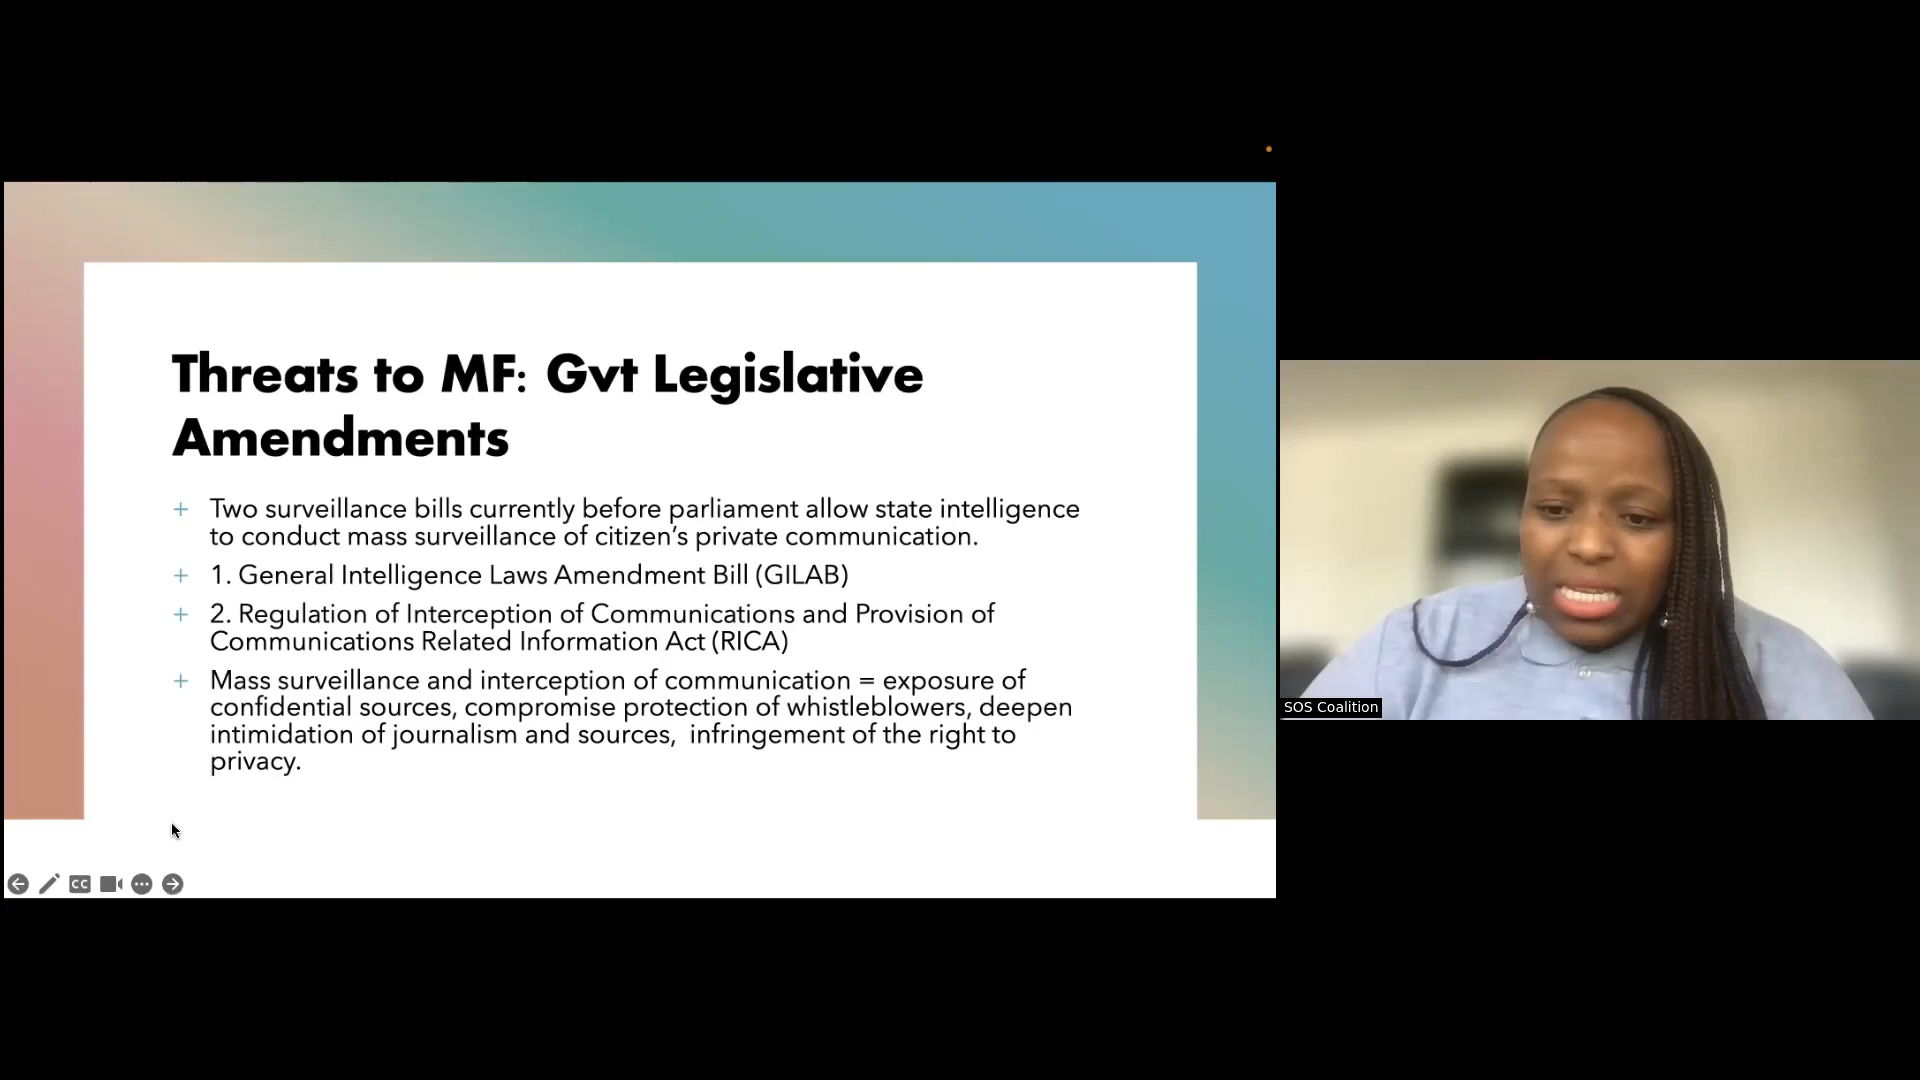 Threats to MF: Gvt Legislative
Amendments
+ Two surveillance bills currently before parliament allow state intelligence
to conduct mass surveillance of citizen’s private communication.
+ 1. General Intelligence Laws Amendment Bill (GILAB)
+ 2. Regulation of Interception of Communications and Provision of
Communications Related Information Act (RICA)
+ Mass surveillance and interception of communication = exposure of
confidential sources, compromise protection of whistleblowers, deepen
intimidation of journalism and sources,  infringement of the right to
privacy.
CC
SOS Coalition